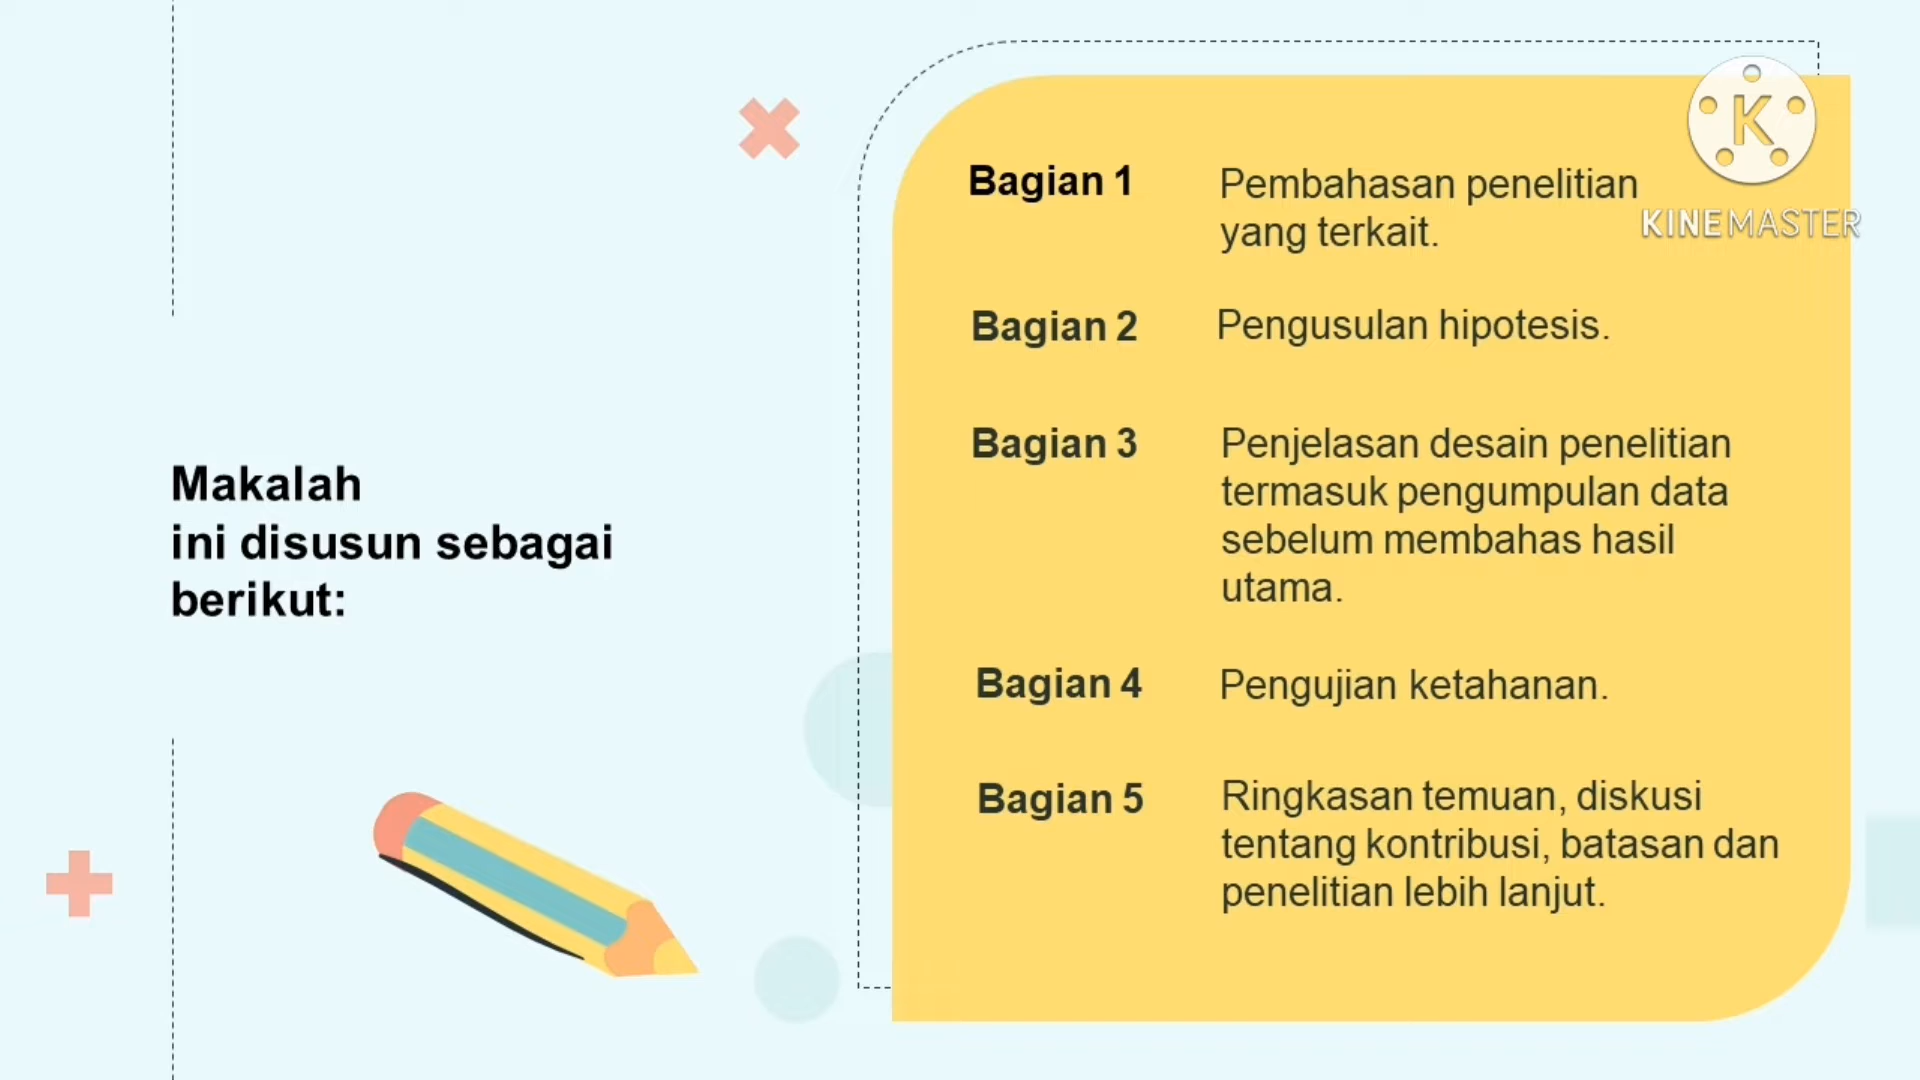 Makalah
ini disusun sebagai
berikut:
Bagian 1
Pembahasan penelitian
yang terkait.
Bagian 2
Pengusulan hipotesis.
Bagian 3
Penjelasan desain penelitian
termasuk pengumpulan data
sebelum membahas hasil
utama.
Bagian 4
Pengujian ketahanan.
Bagian 5
Ringkasan temuan, diskusi
tentang kontribusi, batasan dan
penelitian lebih lanjut.
K
KINEMASTER